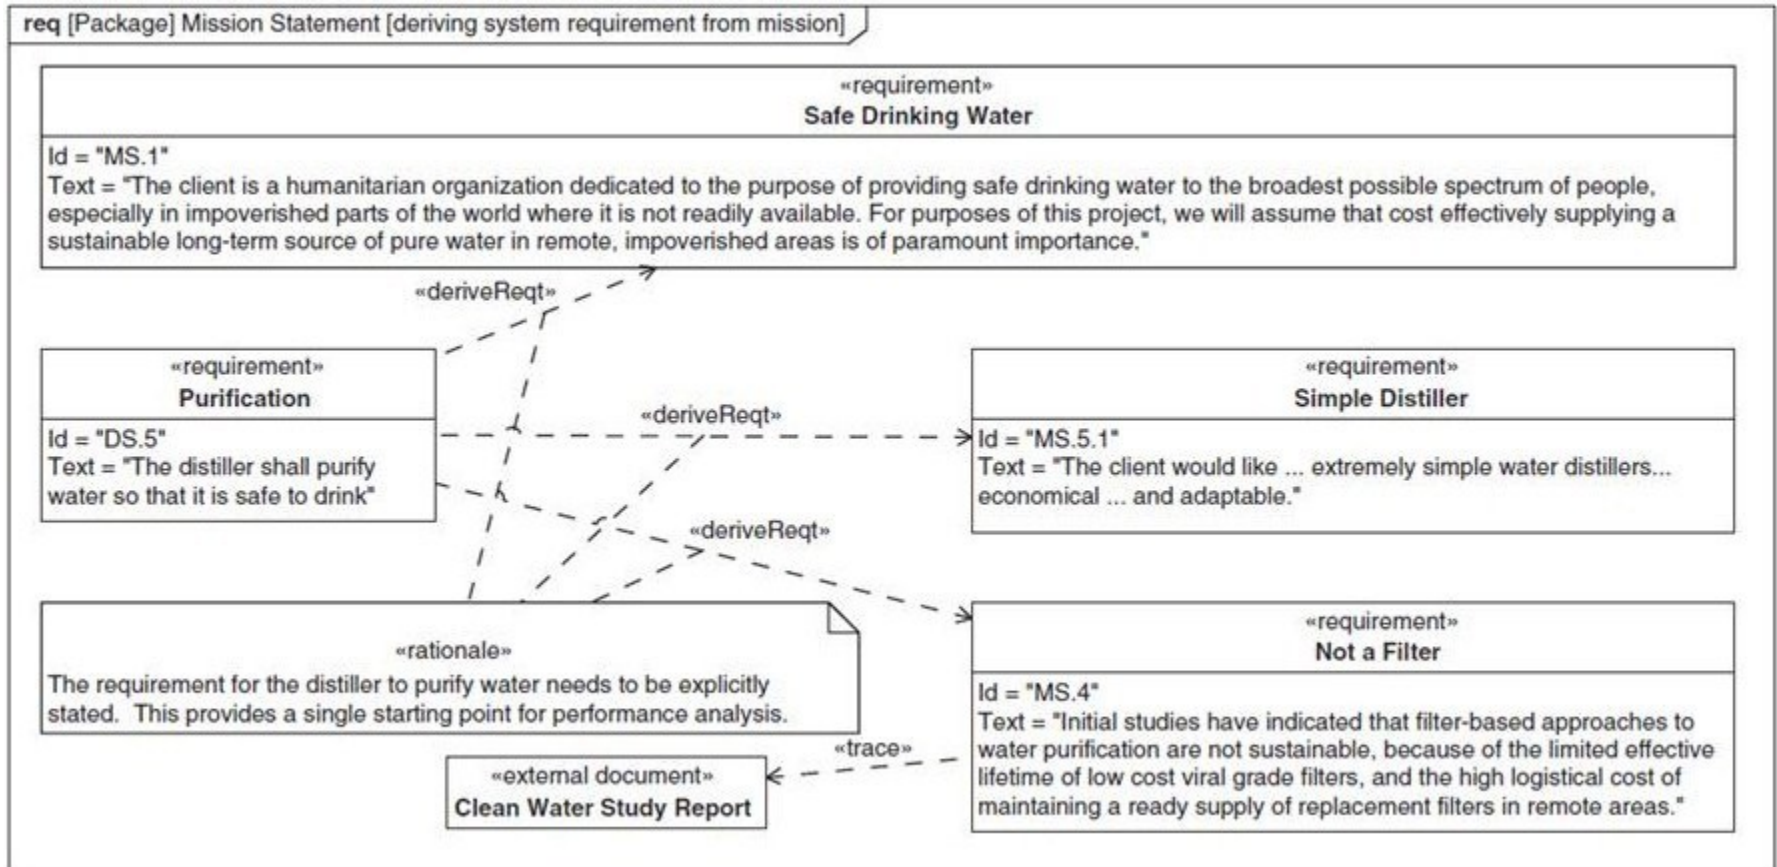 req [Package] Mission Statement [deriving system requirement from mission]
«requirement»
Safe Drinking Water
Id = "MS.1"
Text = "The client is a humanitarian organization dedicated to the purpose of providing safe drinking water to the broadest possible spectrum of people,
especially in impoverished parts of the world where it is not readily available. For purposes of this project, we will assume that cost effectively supplying a
sustainable long-term source of pure water in remote, impoverished areas is of paramount importance."
«deriveReqt»
«requirement»
Purification
Id = "DS.5"
Text = "The distiller shall purify
water so that it is safe to drink"
«deriveReqt»
«requirement»
Simple Distiller
Id = "MS.5.1"
Text = "The client would like ... extremely simple water distillers...
economical ... and adaptable."
«deriveReqt»
«rationale»
The requirement for the distiller to purify water needs to be explicitly
stated.  This provides a single starting point for performance analysis.
«requirement»
Not a Filter
Id = "MS.4"
Text = "Initial studies have indicated that filter-based approaches to
water purification are not sustainable, because of the limited effective
lifetime of low cost viral grade filters, and the high logistical cost of
maintaining a ready supply of replacement filters in remote areas."
«trace»
«external document»
Clean Water Study Report